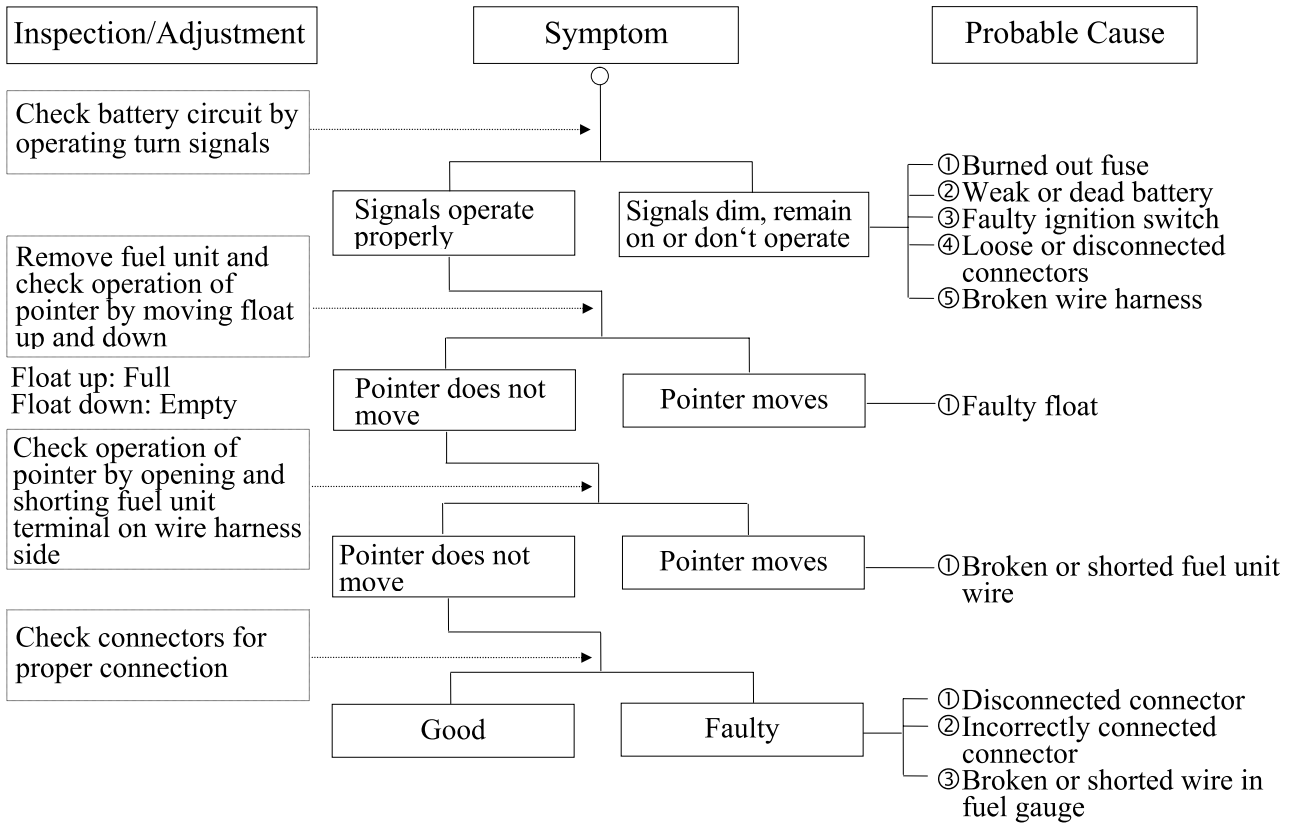 Inspection/Adjustment
Symptom
Probable Cause
Check battery circuit by
operating turn signals
Signals operate
properly
Signals dim, remain
on or don‘t operate
①Burned out fuse
②Weak or dead battery
③Faulty ignition switch
④Loose or disconnected
connectors
⑤Broken wire harness
Remove fuel unit and
check operation of
pointer by moving float
up and down
Float up: Full
Float down: Empty
Pointer does not
move
Pointer moves
①Faulty float
Check operation of
pointer by opening and
shorting fuel unit
terminal on wire harness
side
Pointer does not
move
Pointer moves
①Broken or shorted fuel unit
wire
Check connectors for
proper connection
Good
Faulty
①Disconnected connector
②Incorrectly connected
connector
③Broken or shorted wire in
fuel gauge